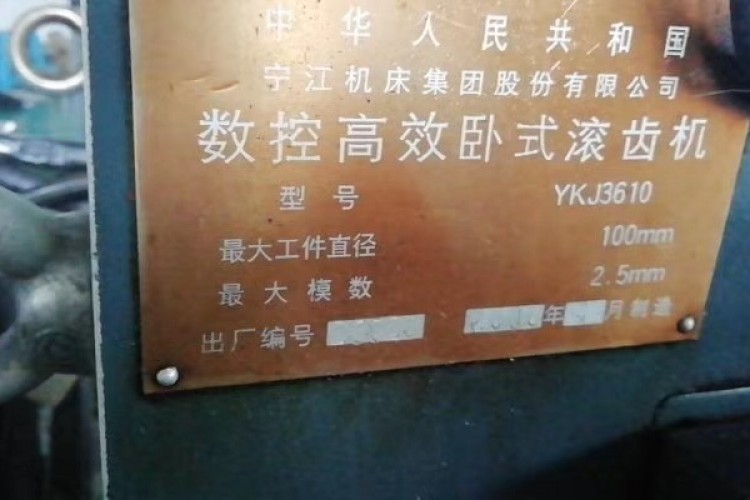 中华人民共和国
宁江机床集团股份有限公司
数控高效卧式滚齿机
型号 YKJ3610
最大工件直径 100mm
最大模数 2.5mm
出厂编号 年 月制造